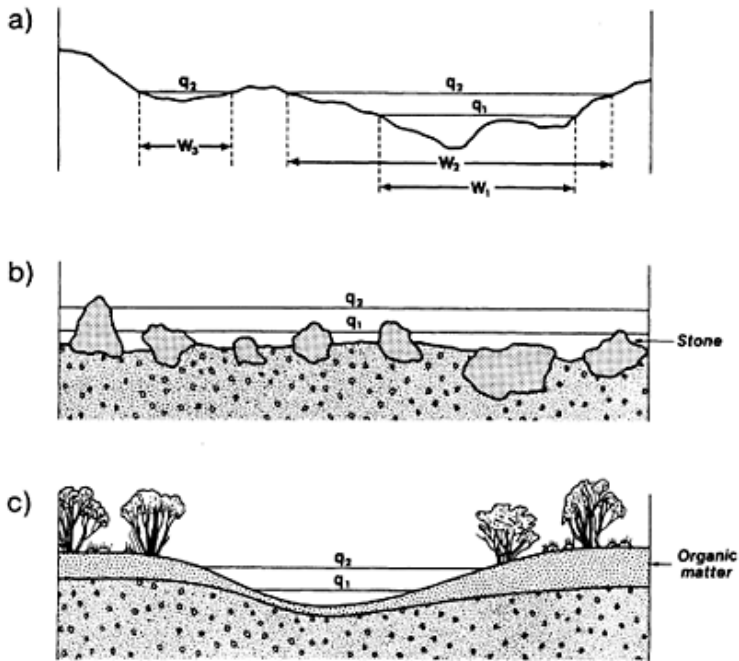 a)
q₂ q₂
q₁
W₃
W₂
W₁
b)
q₂
q₁
Stone
c)
q₂
q₁
Organic
matter